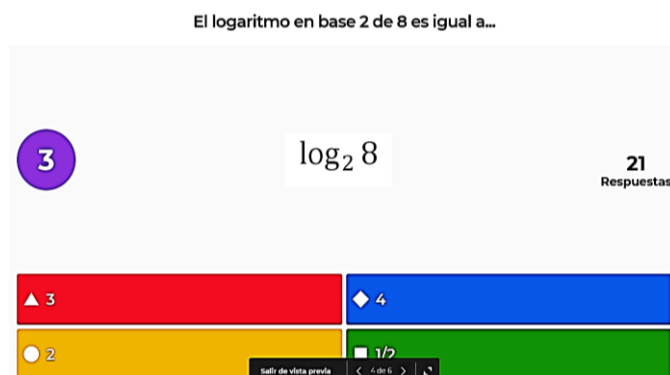 El logaritmo en base 2 de 8 es igual a...
3
log₂ 8
21
Respuestas
3
4
2
1/2
Salir de vista previa
4 de 6